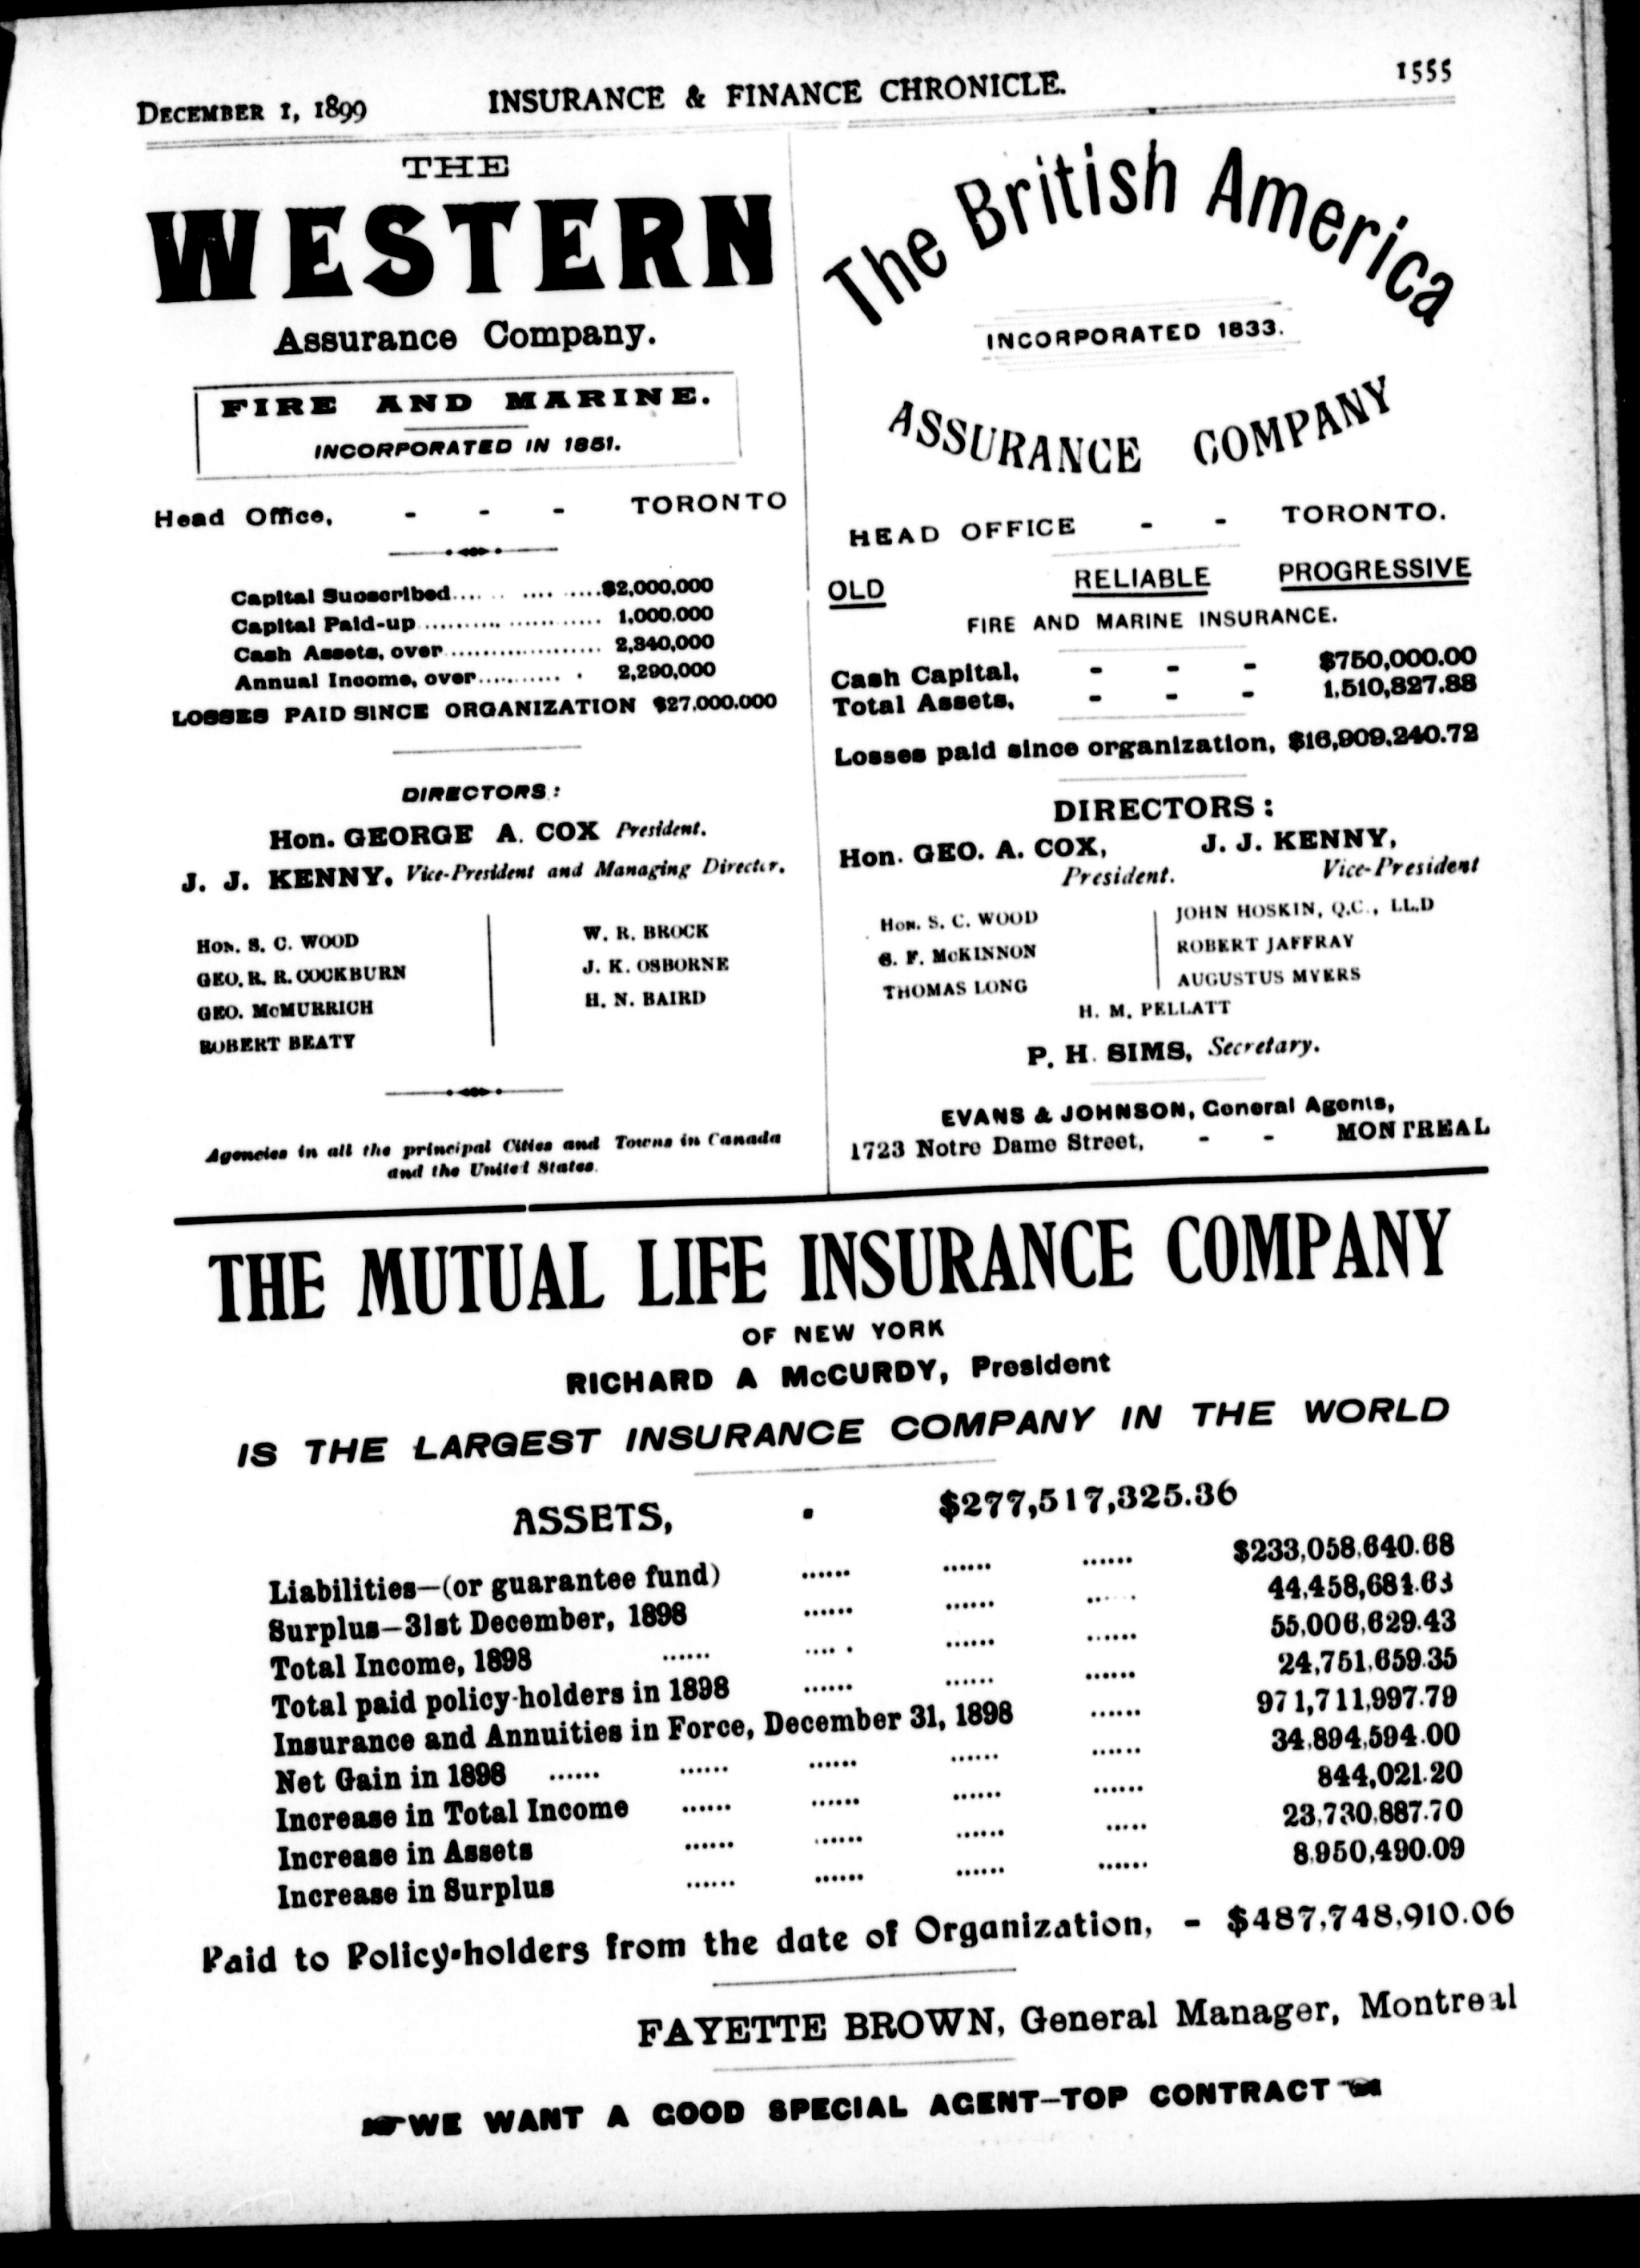 DECEMBER 1, 1899 INSURANCE & FINANCE CHRONICLE. 1555
THE
WESTERN
Assurance Company.
FIRE AND MARINE.
INCORPORATED IN 1851.
Head Office, - - - TORONTO
Capital Subscribed.... .. .... .....$2,000,000
Capital Paid-up........... ............ 1,000,000
Cash Assets, over.................... 2,340,000
Annual Income, over........... . 2,290,000
LOSSES PAID SINCE ORGANIZATION $27,000,000
DIRECTORS:
Hon. GEORGE A. COX President.
J. J. KENNY, Vice-President and Managing Director.
HON. S. C. WOOD
GEO. R. R. COCKBURN
GEO. McMURRICH
ROBERT BEATY
W. R. BROCK
J. K. OSBORNE
H. N. BAIRD
Agencies in all the principal Cities and Towns in Canada
and the United States.
The British America
INCORPORATED 1833.
ASSURANCE COMPANY
HEAD OFFICE - - TORONTO.
OLD RELIABLE PROGRESSIVE
FIRE AND MARINE INSURANCE.
Cash Capital, - - - $750,000.00
Total Assets, - - - 1,510,827.88
Losses paid since organization, $16,909,240.72
DIRECTORS:
Hon. GEO. A. COX, J. J. KENNY,
President. Vice-President
HON. S. C. WOOD
S. F. McKINNON
THOMAS LONG
JOHN HOSKIN, Q.C., LL.D
ROBERT JAFFRAY
AUGUSTUS MYERS
H. M. PELLATT
P. H. SIMS, Secretary.
EVANS & JOHNSON, General Agents,
1723 Notre Dame Street, - - MONTREAL
THE MUTUAL LIFE INSURANCE COMPANY
OF NEW YORK
RICHARD A McCURDY, President
IS THE LARGEST INSURANCE COMPANY IN THE WORLD
ASSETS, - $277,517,325.36
Liabilities—(or guarantee fund) ...... ...... ...... $233,058,640.68
Surplus—31st December, 1898 ...... ...... ...... 44,458,684.63
Total Income, 1898 ...... ...... ...... ...... 55,006,629.43
Total paid policy-holders in 1898 ...... ...... ...... 24,751,659.35
Insurance and Annuities in Force, December 31, 1898 ...... 971,711,997.79
Net Gain in 1898 ...... ...... ...... ...... ...... 34,894,594.00
Increase in Total Income ...... ...... ...... ...... 844,021.20
Increase in Assets ...... ...... ...... ..... 23,730,887.70
Increase in Surplus ...... ...... ...... ...... 8,950,490.09
Paid to Policy-holders from the date of Organization, - $487,748,910.06
FAYETTE BROWN, General Manager, Montreal
WE WANT A GOOD SPECIAL AGENT—TOP CONTRACT